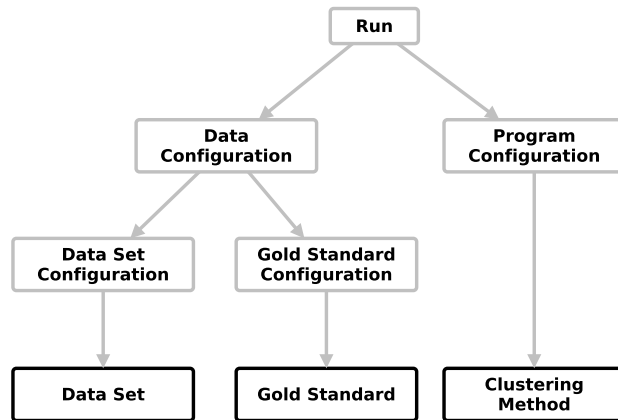 Run
Data
Configuration
Program
Configuration
Data Set
Configuration
Gold Standard
Configuration
Data Set
Gold Standard
Clustering
Method